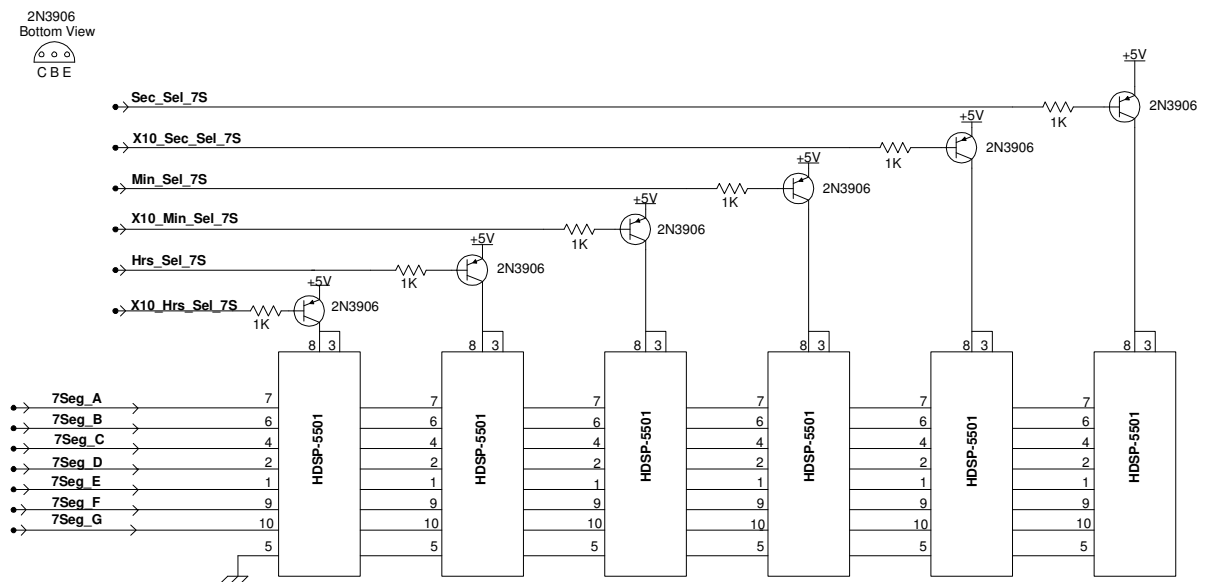 2N3906
Bottom View
C B E
+5V
Sec_Sel_7S
1K
2N3906
+5V
X10_Sec_Sel_7S
1K
2N3906
+5V
Min_Sel_7S
1K
2N3906
+5V
X10_Min_Sel_7S
1K
2N3906
+5V
Hrs_Sel_7S
1K
2N3906
+5V
X10_Hrs_Sel_7S
1K
2N3906
8 3 8 3 8 3 8 3 8 3 8 3
7Seg_A 7 7 7 7 7 7
7Seg_B 6 6 6 6 6 6
7Seg_C 4 4 4 4 4 4
7Seg_D 2 2 2 2 2 2
7Seg_E 1 1 1 1 1 1
7Seg_F 9 9 9 9 9 9
7Seg_G 10 10 10 10 10 10
5 5 5 5 5 5
HDSP-5501
HDSP-5501
HDSP-5501
HDSP-5501
HDSP-5501
HDSP-5501